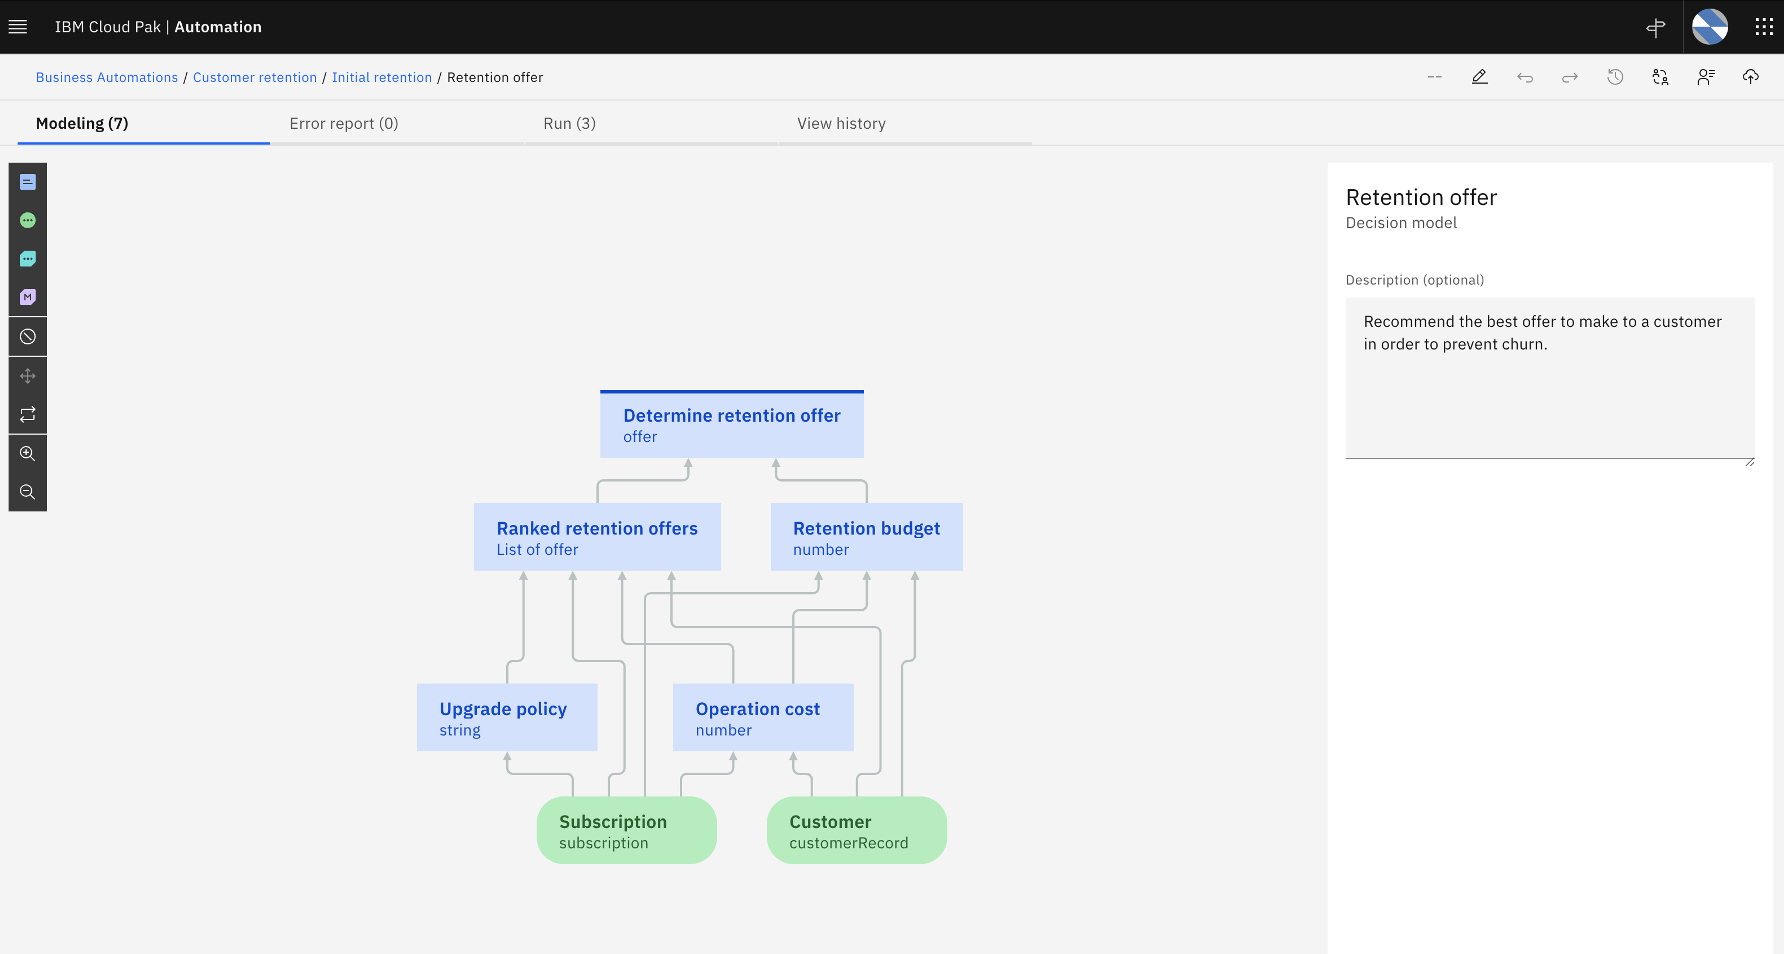 IBM Cloud Pak | Automation
Business Automations / Customer retention / Initial retention / Retention offer
--
Modeling (7)
Error report (0)
Run (3)
View history
M
Retention offer
Decision model
Description (optional)
Recommend the best offer to make to a customer
in order to prevent churn.
Determine retention offer
offer
Ranked retention offers
List of offer
Retention budget
number
Upgrade policy
string
Operation cost
number
Subscription
subscription
Customer
customerRecord